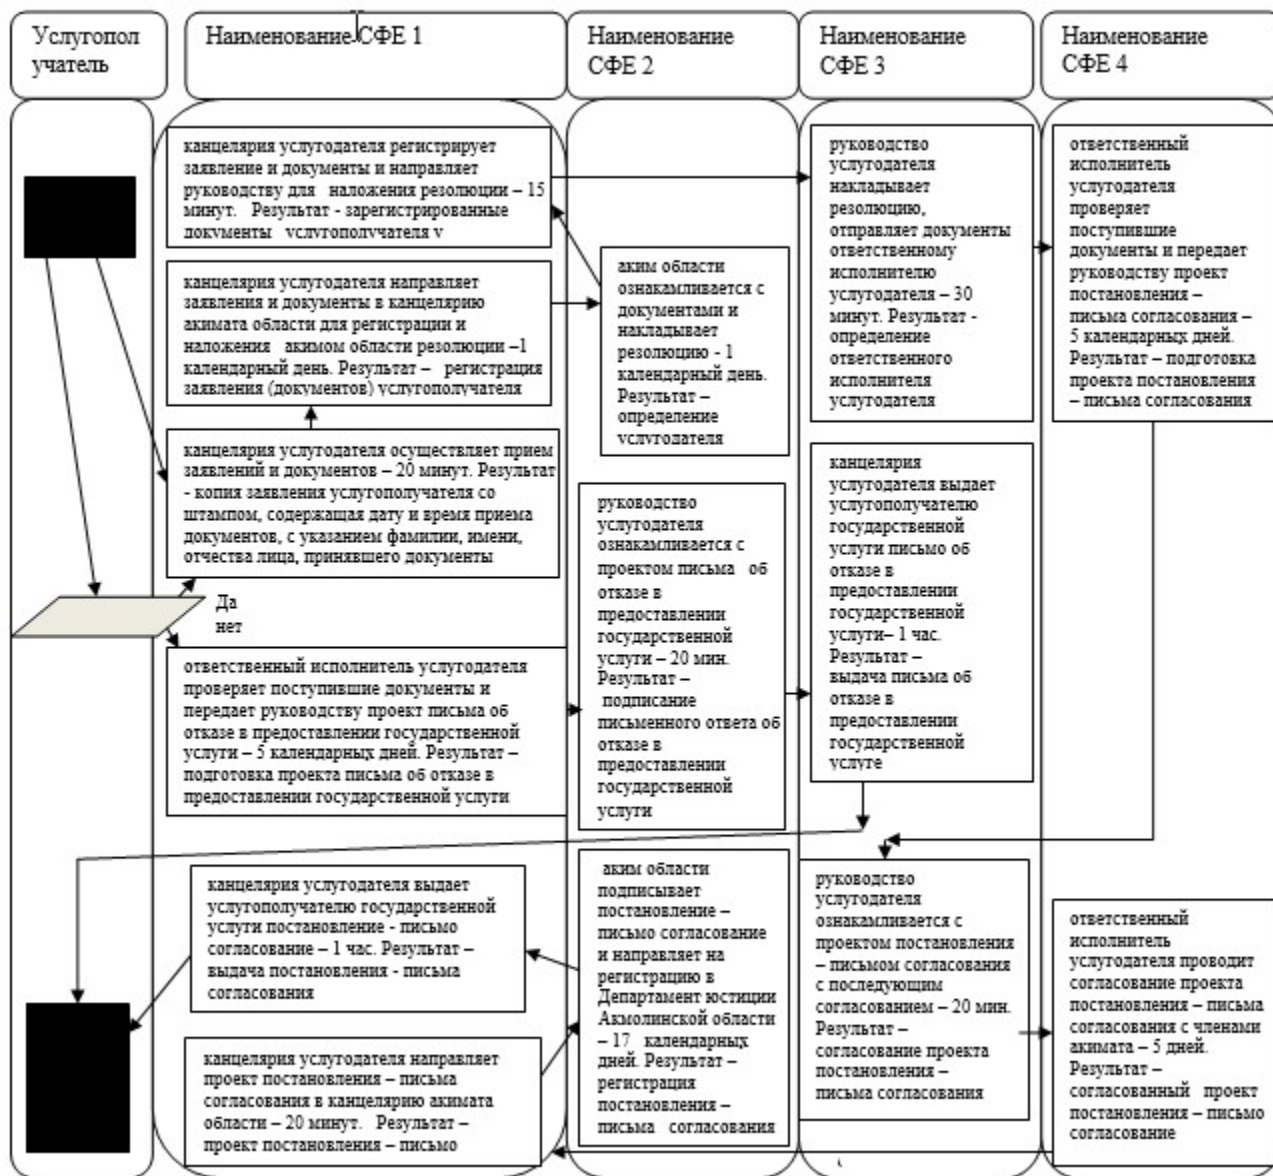 Услугопол
учатель
Наименование СФЕ 1
Наименование
СФЕ 2
Наименование
СФЕ 3
Наименование
СФЕ 4
канцелярия услугодателя регистрирует
заявление и документы и направляет
руководству для наложения резолюции – 15
минут. Результат - зарегистрированные
документы услугополучателя у
канцелярия услугодателя направляет
заявления и документы в канцелярию
акимата области для регистрации и
наложения акимом области резолюции –1
календарный день. Результат – регистрация
заявления (документов) услугополучателя
канцелярия услугодателя осуществляет прием
заявлений и документов – 20 минут. Результат
- копия заявления услугополучателя со
штампом, содержащая дату и время приема
документов, с указанием фамилии, имени,
отчества лица, принявшего документы
Да
нет
ответственный исполнитель услугодателя
проверяет поступившие документы и
передает руководству проект письма об
отказе в предоставлении государственной
услуги – 5 календарных дней. Результат –
подготовка проекта письма об отказе в
предоставлении государственной услуги
канцелярия услугодателя выдает
услугополучателю государственной
услуги постановление - письмо
согласование – 1 час. Результат –
выдача постановления - письма
согласования
канцелярия услугодателя направляет
проект постановления – письма
согласования в канцелярию акимата
области – 20 минут. Результат –
проект постановления – письмо
аким области
ознакамливается с
документами и
накладывает
резолюцию - 1
календарный день.
Результат –
определение
услугодателя
руководство
услугодателя
ознакамливается с
проектом письма об
отказе в
предоставлении
государственной
услуги – 20 мин.
Результат –
подписание
письменного ответа об
отказе в
предоставлении
государственной
услуги
аким области
подписывает
постановление –
письмо согласование
и направляет на
регистрацию в
Департамент юстиции
Акмолинской области
– 17 календарных
дней. Результат –
регистрация
постановления –
письма согласования
руководство
услугодателя
накладывает
резолюцию,
отправляет документы
ответственному
исполнителю
услугодателя – 30
минут. Результат -
определение
ответственного
исполнителя
услугодателя
канцелярия
услугодателя выдает
услугополучателю
государственной
услуги письмо об
отказе в
предоставлении
государственной
услуги– 1 час.
Результат –
выдача письма об
отказе в
предоставлении
государственной
услуге
руководство
услугодателя
ознакамливается с
проектом постановления
– письмом согласования
с последующим
согласованием – 20 мин.
Результат –
согласование проекта
постановления –
письма согласования
ответственный
исполнитель
услугодателя
проверяет
поступившие
документы и передает
руководству проект
постановления –
письма согласования –
5 календарных дней.
Результат – подготовка
проекта постановления
– письма согласования
ответственный
исполнитель
услугодателя проводит
согласование проекта
постановления – письма
согласования с членами
акимата – 5 дней.
Результат –
согласованный проект
постановления – письмо
согласование